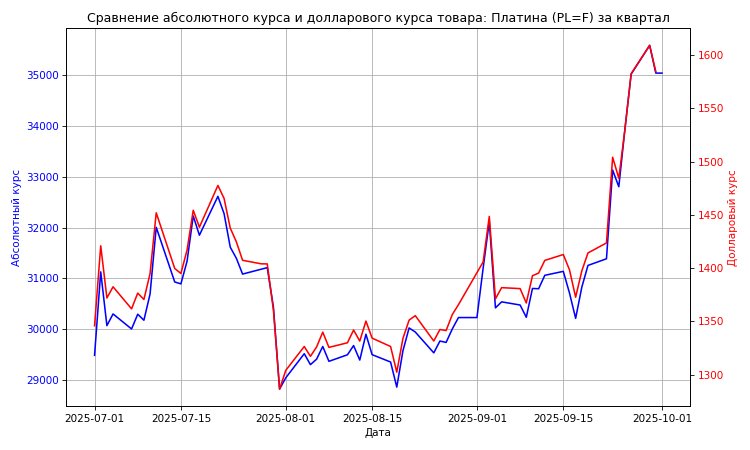 Сравнение абсолютного курса и долларового курса товара: Платина (PL=F) за квартал
Абсолютный курс
35000
34000
33000
32000
31000
30000
29000
1600
1550
1500
1450
1400
1350
1300
Долларовый курс
2025-07-01 2025-07-15 2025-08-01 2025-08-15 2025-09-01 2025-09-15 2025-10-01
Дата